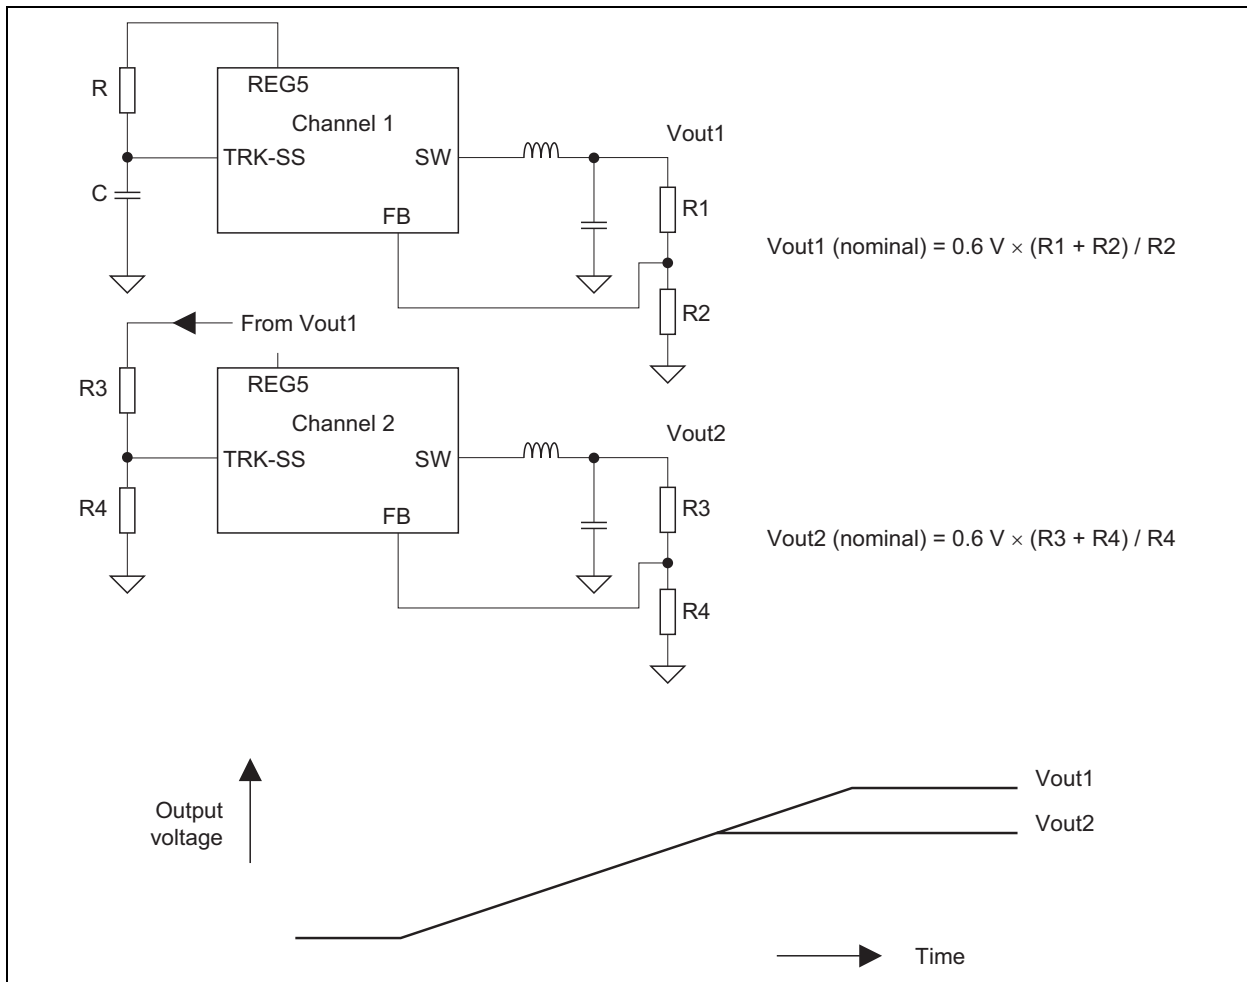 REG5
R
Channel 1
Vout1
TRK-SS
SW
C
R1
FB
Vout1 (nominal) = 0.6 V × (R1 + R2) / R2
R2
From Vout1
REG5
R3
Channel 2
Vout2
TRK-SS
SW
R4
R3
FB
Vout2 (nominal) = 0.6 V × (R3 + R4) / R4
R4
Output
voltage
Vout1
Vout2
Time